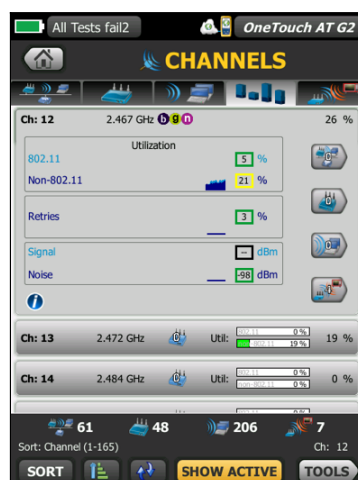 All Tests fail2
OneTouch AT G2
CHANNELS
Ch: 12 2.467 GHz b g n 26 %
Utilization
802.11 5 %
Non-802.11 21 %
Retries 3 %
Signal -- dBm
Noise -98 dBm
i
Ch: 13 2.472 GHz Util: 802.11 0 % 802.11 19 % 19 %
Ch: 14 2.484 GHz Util: 802.11 0 % non-802.11 0 % 0 %
61 48 206 7
Sort: Channel (1-165) Ch: 12
SORT SHOW ACTIVE TOOLS